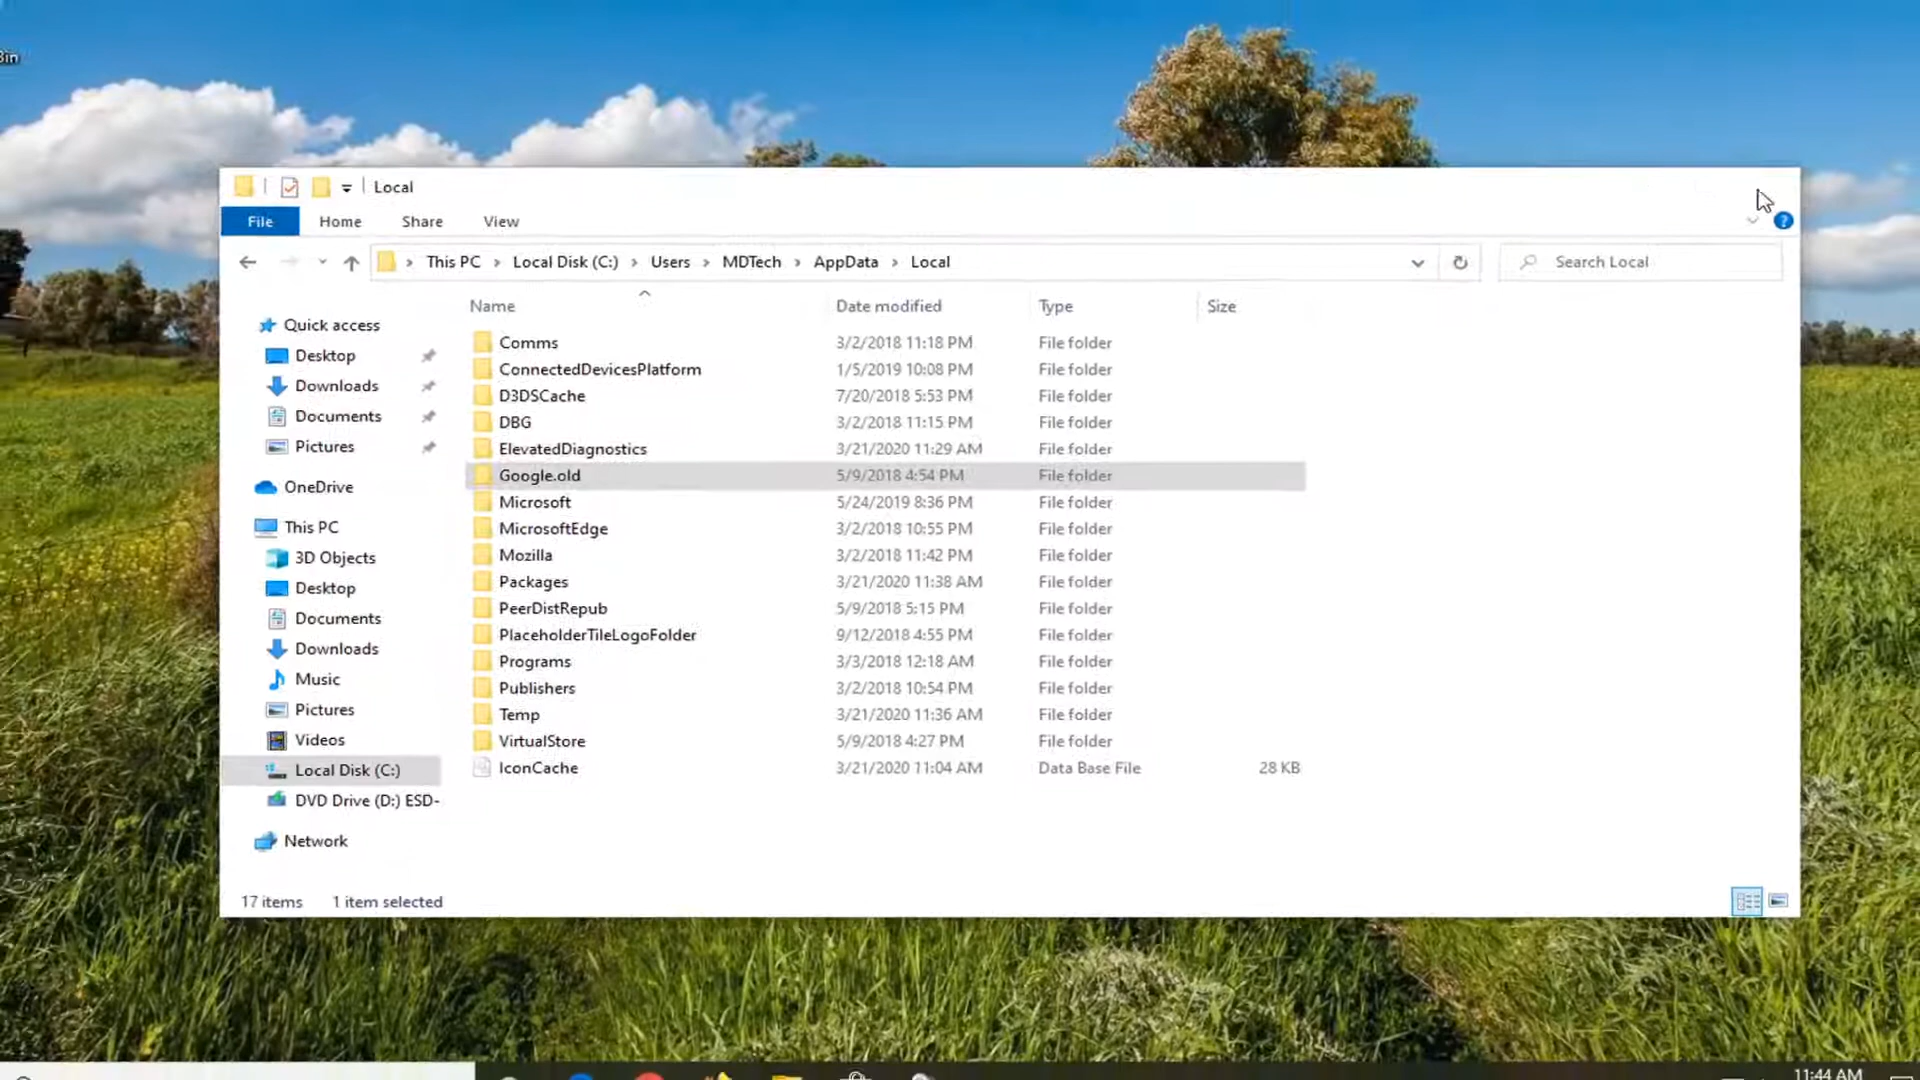 Bin
Local
File Home Share View
This PC Local Disk (C:) Users MDTech AppData Local Search Local
Name Date modified Type Size
Quick access
Desktop
Downloads
Documents
Pictures
OneDrive
This PC
3D Objects
Desktop
Documents
Downloads
Music
Pictures
Videos
Local Disk (C:)
DVD Drive (D:) ESD-
Network
Comms 3/2/2018 11:18 PM File folder
ConnectedDevicesPlatform 1/5/2019 10:08 PM File folder
D3DSCache 7/20/2018 5:53 PM File folder
DBG 3/2/2018 11:15 PM File folder
ElevatedDiagnostics 3/21/2020 11:29 AM File folder
Google.old 5/9/2018 4:54 PM File folder
Microsoft 5/24/2019 8:36 PM File folder
MicrosoftEdge 3/2/2018 10:55 PM File folder
Mozilla 3/2/2018 11:42 PM File folder
Packages 3/21/2020 11:38 AM File folder
PeerDistRepub 5/9/2018 5:15 PM File folder
PlaceholderTileLogoFolder 9/12/2018 4:55 PM File folder
Programs 3/3/2018 12:18 AM File folder
Publishers 3/2/2018 10:54 PM File folder
Temp 3/21/2020 11:36 AM File folder
VirtualStore 5/9/2018 4:27 PM File folder
IconCache 3/21/2020 11:04 AM Data Base File 28 KB
17 items 1 item selected
11:44 AM